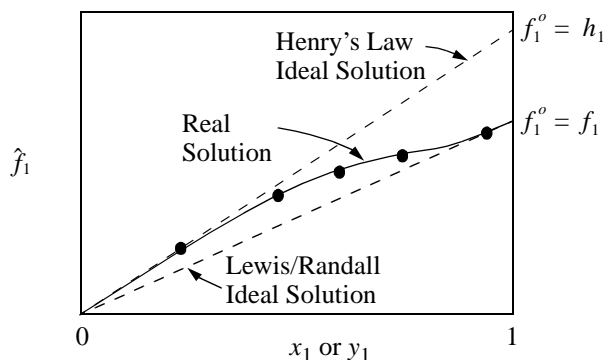 Henry's Law
Ideal Solution
f₁ᵒ = h₁
Real
Solution
f₁ᵒ = f₁
f̂₁
Lewis/Randall
Ideal Solution
0
x₁ or y₁
1